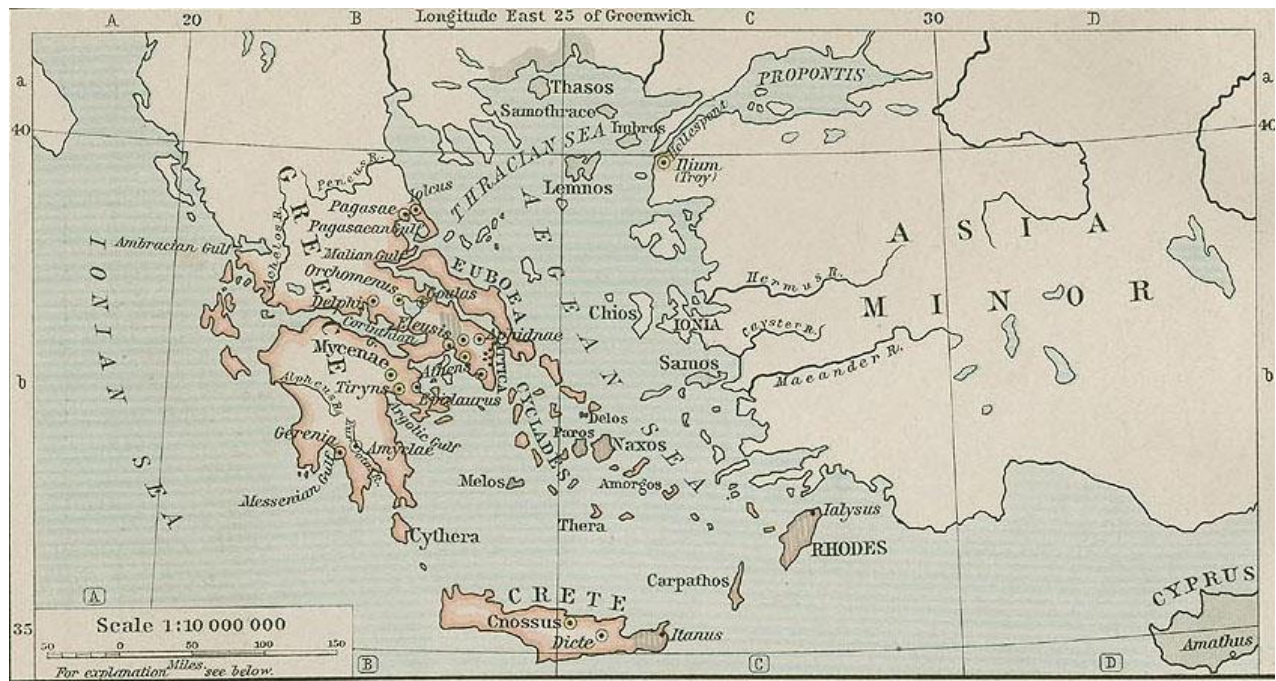 A 20 B Longitude East 25 of Greenwich C 30 D
a
a
40
40
PROPONTIS
Thasos
Samothrace
Imbros
Hellespont
THRACIAN SEA
Ilium
(Troy)
Lemnos
Peneus R.
Iolcus
Pagasae
Pagasaean Gulf
GREECE
Ambracian Gulf
Achelous R.
Malian Gulf
AEGEAN SEA
ASIA
MINOR
IONIAN SEA
Orchomenus
EUBOEA
Hermus R.
Delphi
Chios
IONIA
Cayster R.
Corinthian
G.
Eleusis
Aphidnae
Mycenae
Athens
ATTICA
Samos
Maeander R.
b
b
Alpheus R.
Tiryns
Epidaurus
CYCLADES
Delos
Argolic Gulf
Paros
Naxos
Gerenia
Amyclae
Messenian Gulf
Melos
Amorgos
Thera
Ialysus
RHODES
Cythera
Carpathos
CRETE
CYPRUS
A
Cnossus
35
Dicte
Itanus
Amathus
Scale 1:10 000 000
50 0 50 100 150
Miles
For explanation see below.
B
C
D